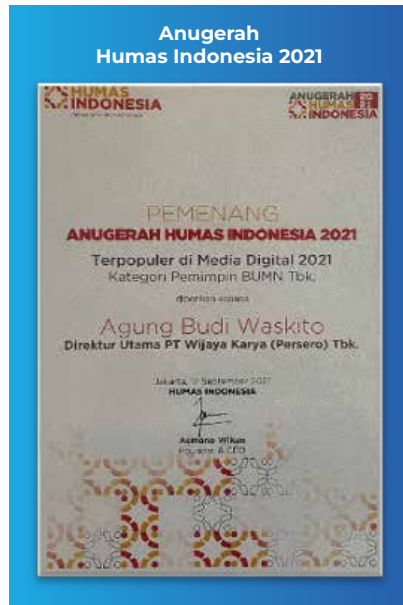 Anugerah
Humas Indonesia 2021
HUMAS
INDONESIA
ANUGERAH
HUMAS
INDONESIA
PEMENANG
ANUGERAH HUMAS INDONESIA 2021
Terpopuler di Media Digital 2021
Kategori Pemimpin BUMN Tbk.
diberikan kepada
Agung Budi Waskito
Direktur Utama PT Wijaya Karya (Persero) Tbk.
Jakarta, September 2021
HUMAS INDONESIA
Asmono Wikan
Founder & CEO